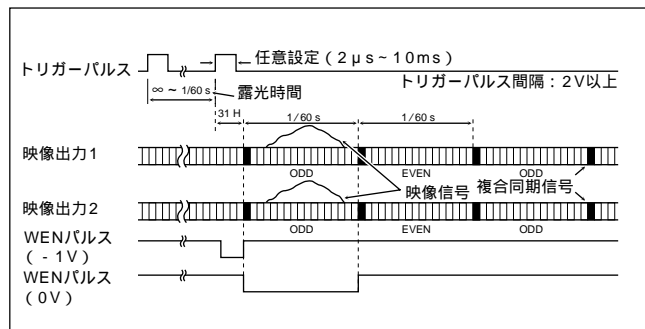 任意設定(2μs~10ms)
トリガーパルス
トリガーパルス間隔:2V以上
∞~1/60 s
露光時間
31 H
1/60 s
1/60 s
映像出力1
ODD
EVEN
ODD
映像信号
複合同期信号
映像出力2
ODD
EVEN
ODD
WENパルス
(-1V)
WENパルス
(0V)